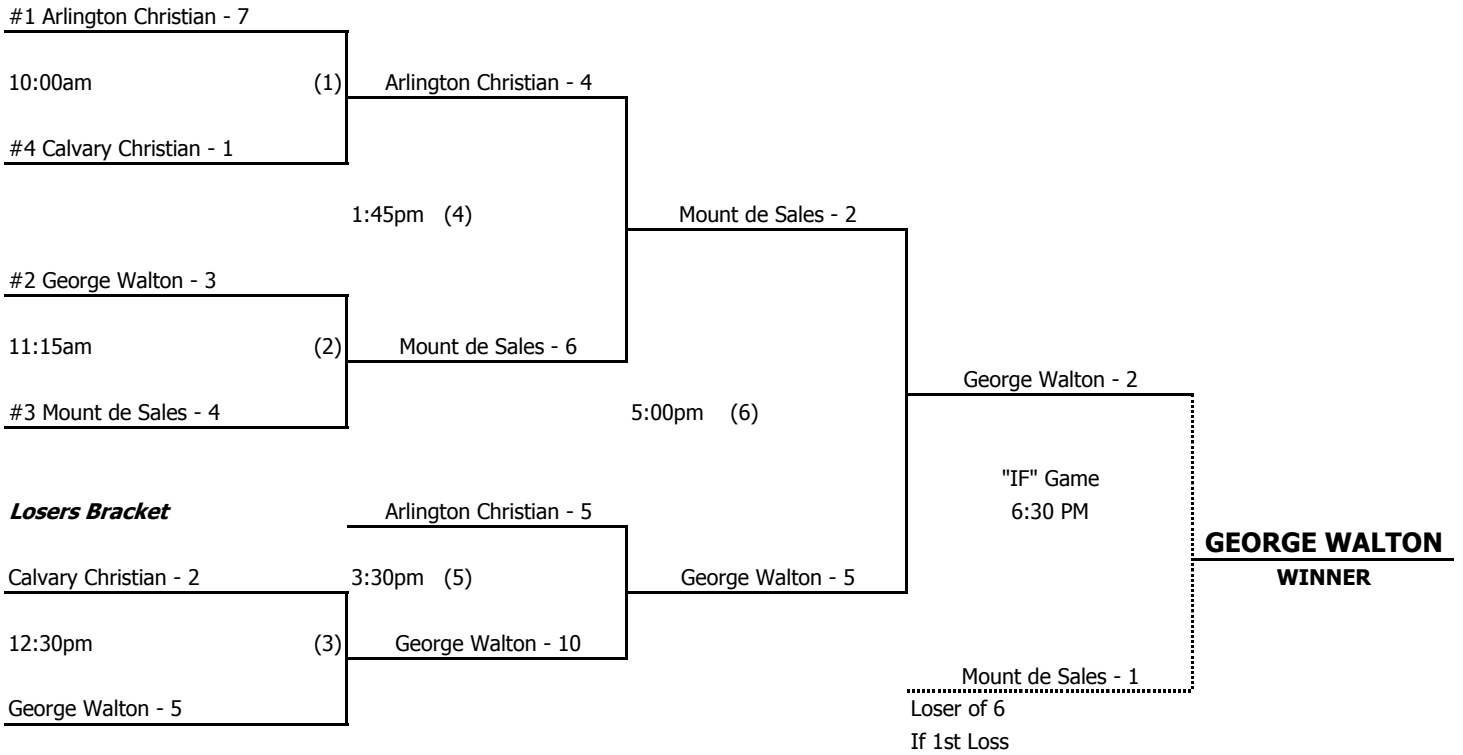 #1 Arlington Christian - 7
10:00am (1) Arlington Christian - 4
#4 Calvary Christian - 1
1:45pm (4) Mount de Sales - 2
#2 George Walton - 3
11:15am (2) Mount de Sales - 6
George Walton - 2
#3 Mount de Sales - 4 5:00pm (6)
"IF" Game
Losers Bracket Arlington Christian - 5 6:30 PM
GEORGE WALTON
Calvary Christian - 2 3:30pm (5) George Walton - 5 WINNER
12:30pm (3) George Walton - 10
Mount de Sales - 1
George Walton - 5 Loser of 6
If 1st Loss